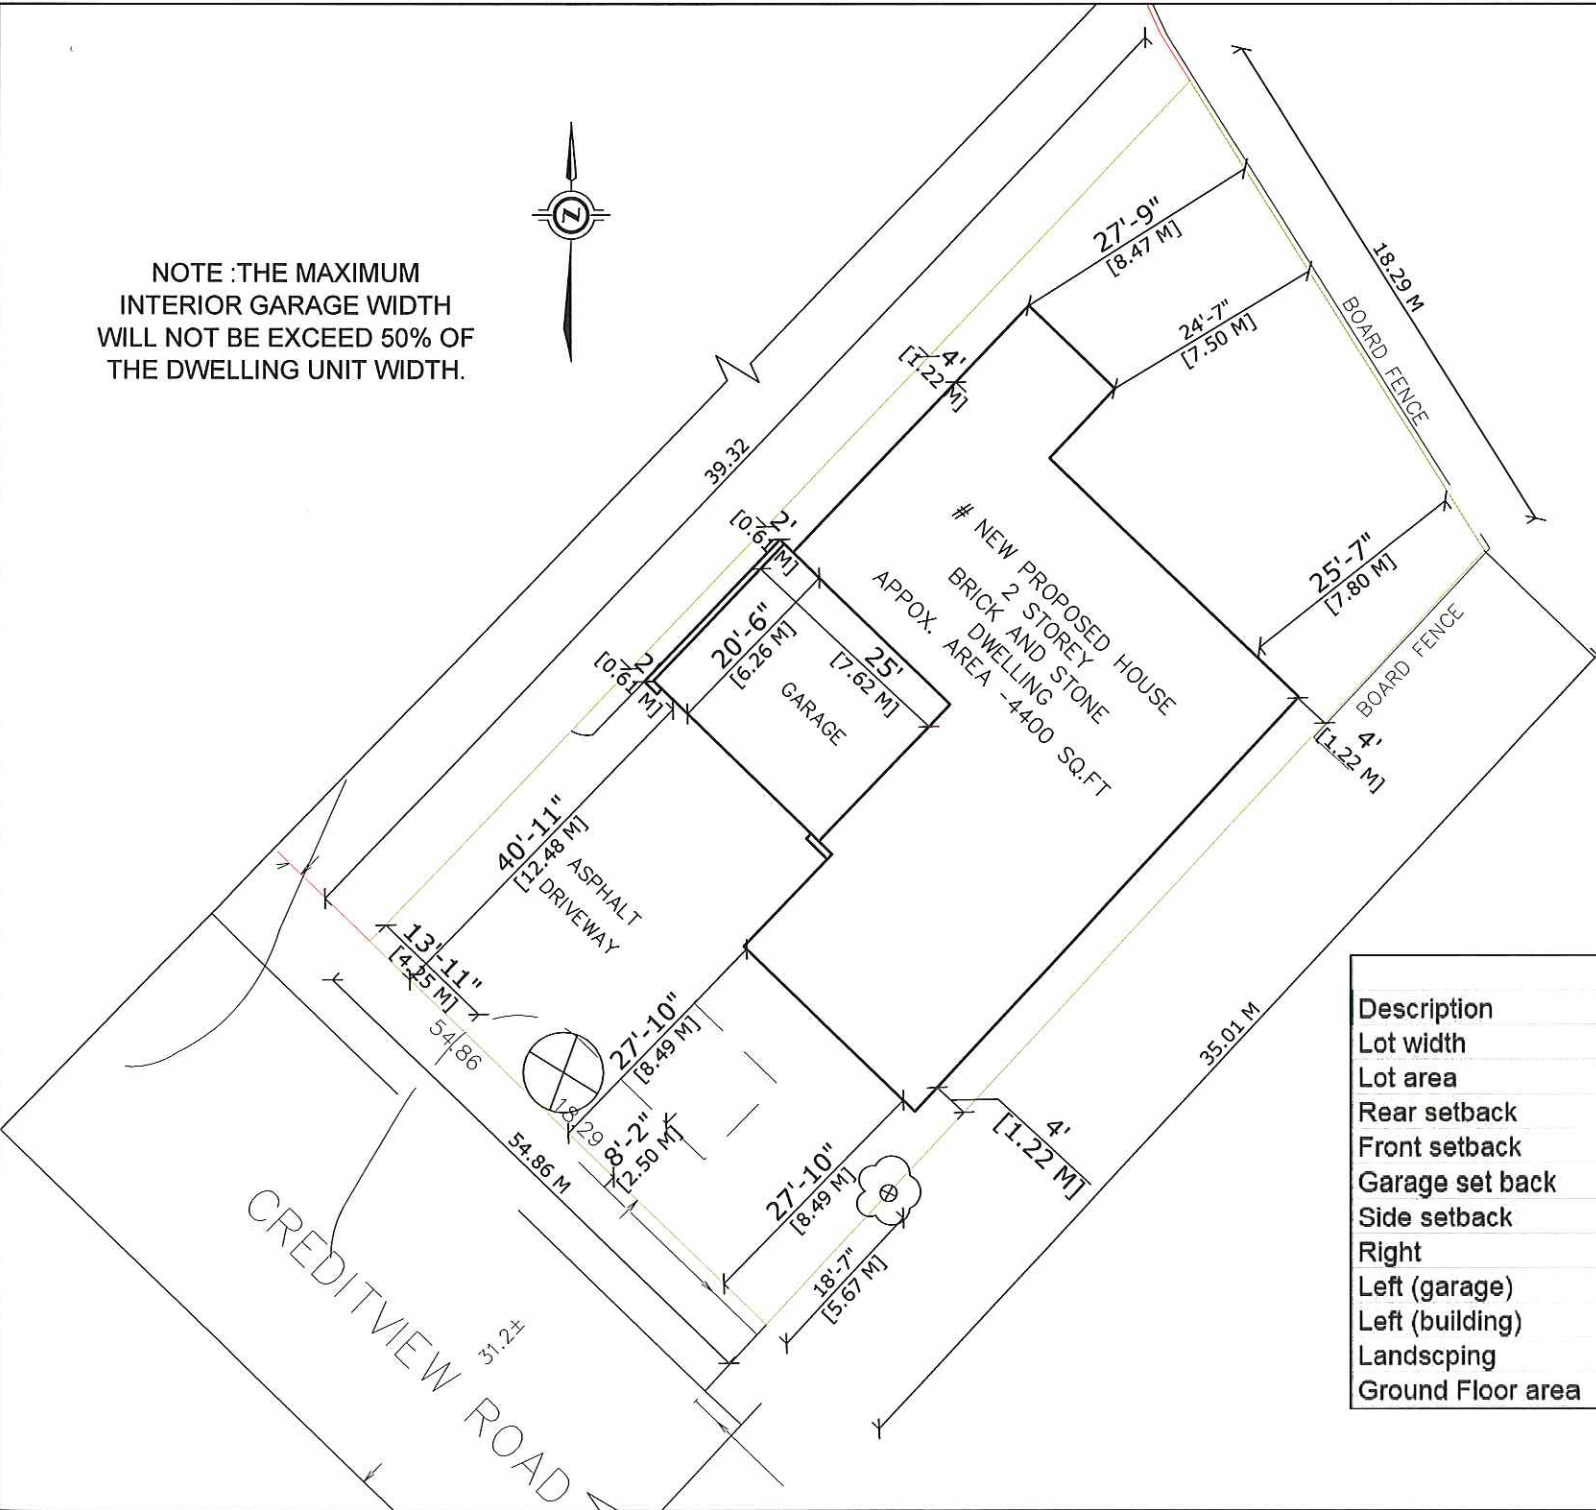 NOTE :THE MAXIMUM
INTERIOR GARAGE WIDTH
WILL NOT BE EXCEED 50% OF
THE DWELLING UNIT WIDTH.
N
27'-9"
[8.47 M]
18.29 M
24'-7"
[7.50 M]
BOARD FENCE
4'
[1.22 M]
39.32
2'
[0.61 M]
# NEW PROPOSED HOUSE
2 STOREY
BRICK AND STONE
DWELLING
APPOX. AREA -4400 SQ.FT
25'-7"
[7.80 M]
20'-6"
[6.26 M]
25'
[7.62 M]
GARAGE
2'
[0.61 M]
BOARD FENCE
4'
[1.22 M]
40'-11"
[12.48 M]
ASPHALT
DRIVEWAY
13'-11"
[4.25 M]
54.86
27'-10"
[8.49 M]
18.29
8'-2"
[2.50 M]
54.86 M
35.01 M
4'
[1.22 M]
27'-10"
[8.49 M]
18'-7"
[5.67 M]
CREDITVIEW ROAD
31.2±
Description
Lot width
Lot area
Rear setback
Front setback
Garage set back
Side setback
Right
Left (garage)
Left (building)
Landscping
Ground Floor area